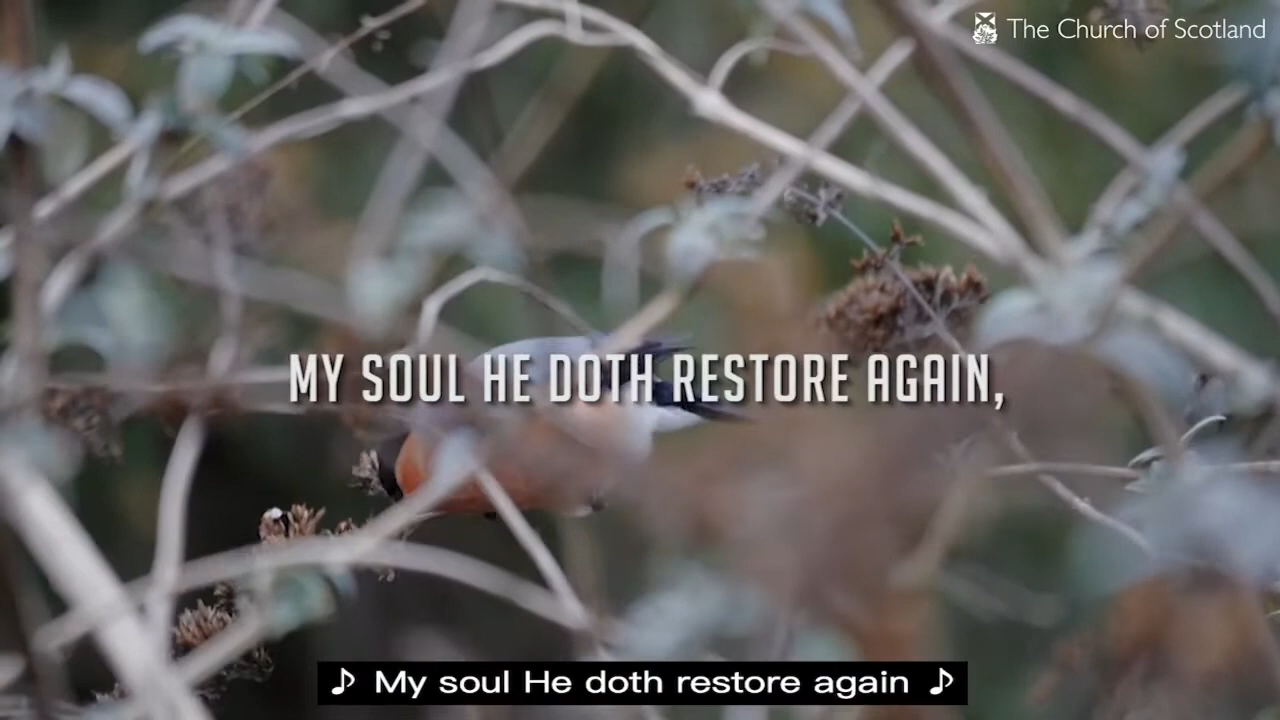 The Church of Scotland
MY SOUL HE DOTH RESTORE AGAIN,
♪ My soul He doth restore again ♪